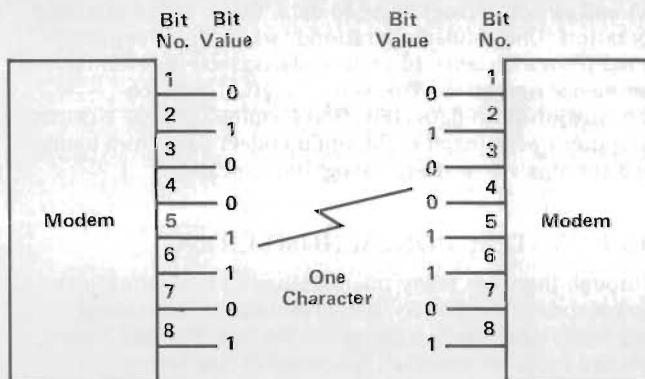 Bit Bit Bit Bit
No. Value Value No.
1 1
0 0
2 2
1 1
3 3
0 0
4 4
0 0
Modem 5 5 Modem
1 1
6 6
1 One 1
7 Character 7
0 0
8 8
1 1